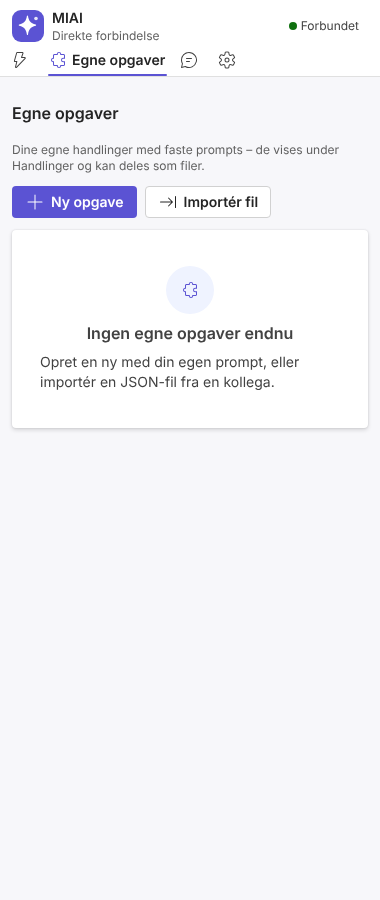 MIAI
Direkte forbindelse
Forbundet
Egne opgaver
Egne opgaver
Dine egne handlinger med faste prompts – de vises under
Handlinger og kan deles som filer.
Ny opgave
Importér fil
Ingen egne opgaver endnu
Opret en ny med din egen prompt, eller
importér en JSON-fil fra en kollega.